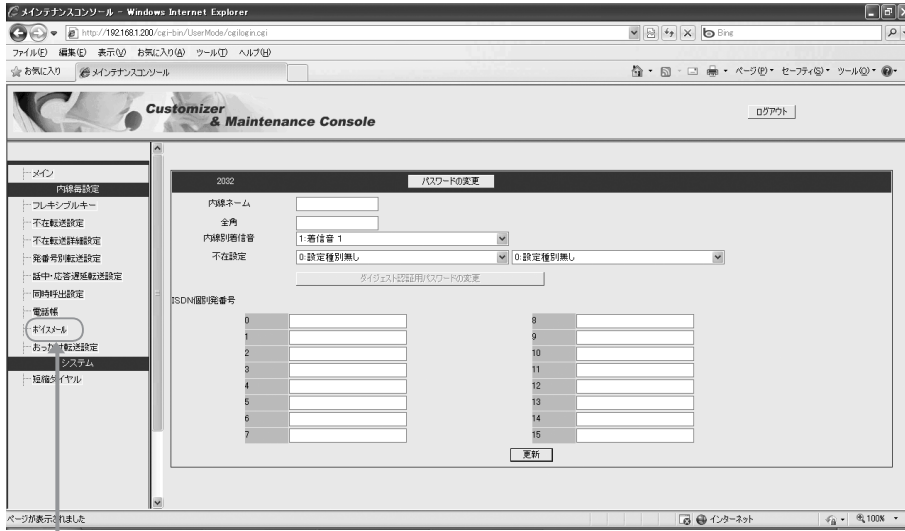 メインテナンスコンソール - Windows Internet Explorer
http://192.168.1.200/cgi-bin/UserMode/cgilogin.cgi
Bing
ファイル(F) 編集(E) 表示(V) お気に入り(A) ツール(T) ヘルプ(H)
お気に入り メインテナンスコンソール ページ(P) セーフティ(S) ツール(O)
Customizer
& Maintenance Console
ログアウト
メイン
内線毎設定
フレキシブルキー
不在転送設定
不在転送詳細設定
発番号別転送設定
話中・応答遅延転送設定
同時呼出設定
電話帳
ボイスメール
おっかけ転送設定
システム
短縮ダイヤル
2032 パスワードの変更
内線ネーム
全角
内線別着信音 1:着信音 1
不在設定 0:設定種別無し 0:設定種別無し
ダイジェスト認証用パスワードの変更
ISDN個別発番号
0 8
1 9
2 10
3 11
4 12
5 13
6 14
7 15
更新
ページが表示されました インターネット 100%